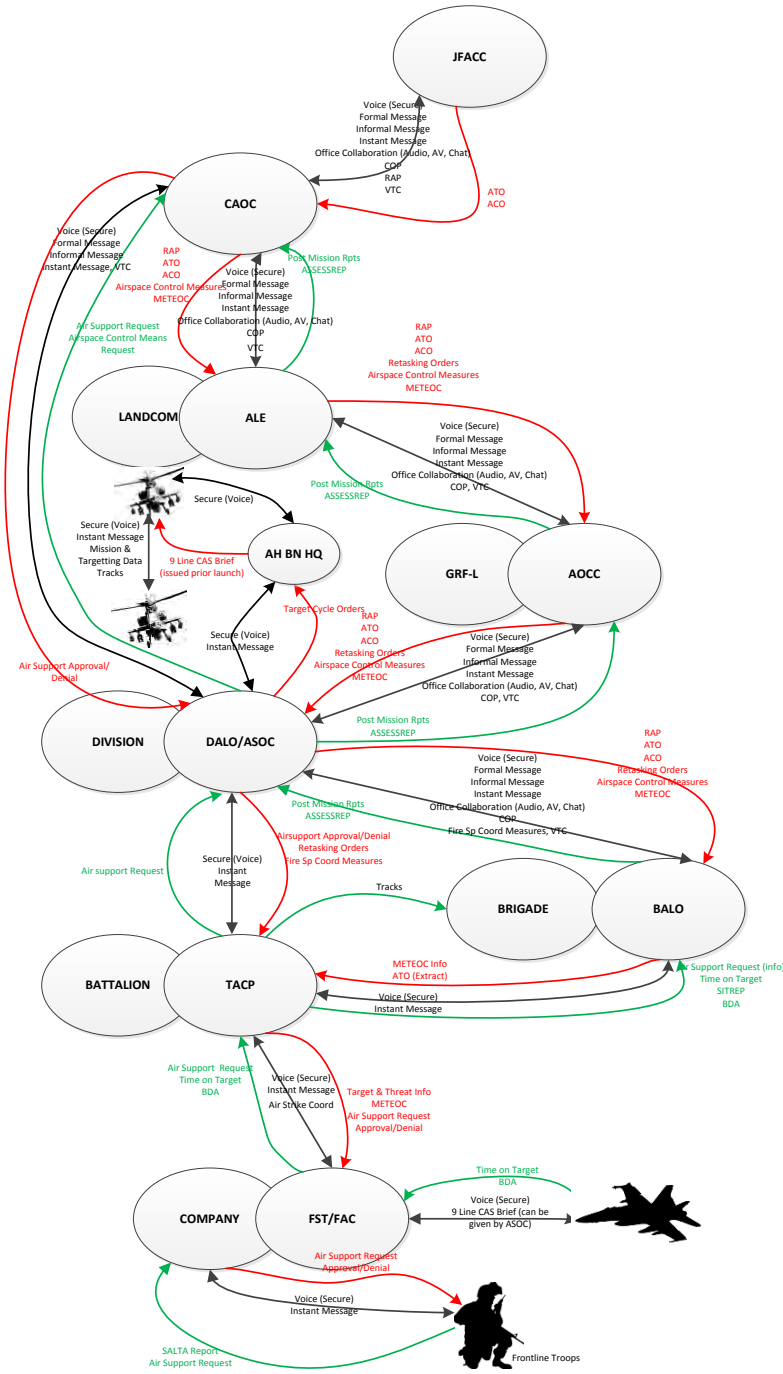 JFACC
Voice (Secure)
Formal Message
Informal Message
Instant Message
Office Collaboration (Audio, AV, Chat)
COP
RAP
VTC
ATO
ACO
CAOC
Voice (Secure)
Formal Message
Informal Message
Instant Message, VTC
RAP
ATO
ACO
Airspace Control Measures
METEOC
Voice (Secure)
Formal Message
Informal Message
Instant Message
Office Collaboration (Audio, AV, Chat)
COP
VTC
Post Mission Rpts
ASSESSREP
Air Support Request
Airspace Control Means
Request
RAP
ATO
ACO
Retasking Orders
Airspace Control Measures
METEOC
LANDCOM
ALE
Voice (Secure)
Formal Message
Informal Message
Instant Message
Office Collaboration (Audio, AV, Chat)
COP, VTC
Post Mission Rpts
ASSESSREP
Secure (Voice)
Secure (Voice)
Instant Message
Mission &
Targetting Data
Tracks
9 Line CAS Brief
(issued prior launch)
AH BN HQ
GRF-L
AOCC
Target Cycle Orders
Secure (Voice)
Instant Message
RAP
ATO
ACO
Retasking Orders
Airspace Control Measures
METEOC
Voice (Secure)
Formal Message
Informal Message
Instant Message
Office Collaboration (Audio, AV, Chat)
COP, VTC
Air Support Approval/
Denial
DIVISION
DALO/ASOC
Post Mission Rpts
ASSESSREP
RAP
ATO
ACO
Retasking Orders
Airspace Control Measures
METEOC
Voice (Secure)
Formal Message
Informal Message
Instant Message
Office Collaboration (Audio, AV, Chat)
COP
Fire Sp Coord Measures, VTC
Post Mission Rpts
ASSESSREP
Airsupport Approval/Denial
Retasking Orders
Fire Sp Coord Measures
Air support Request
Secure (Voice)
Instant
Message
Tracks
BRIGADE
BALO
BATTALION
TACP
METEOC Info
ATO (Extract)
Voice (Secure)
Instant Message
Air Support Request (info)
Time on Target
SITREP
BDA
Air Support Request
Time on Target
BDA
Voice (Secure)
Instant Message
Air Strike Coord
Target & Threat Info
METEOC
Air Support Request
Approval/Denial
Time on Target
BDA
COMPANY
FST/FAC
Voice (Secure)
9 Line CAS Brief (can be
given by ASOC)
Air Support Request
Approval/Denial
Voice (Secure)
Instant Message
SALTA Report
Air Support Request
Frontline Troops